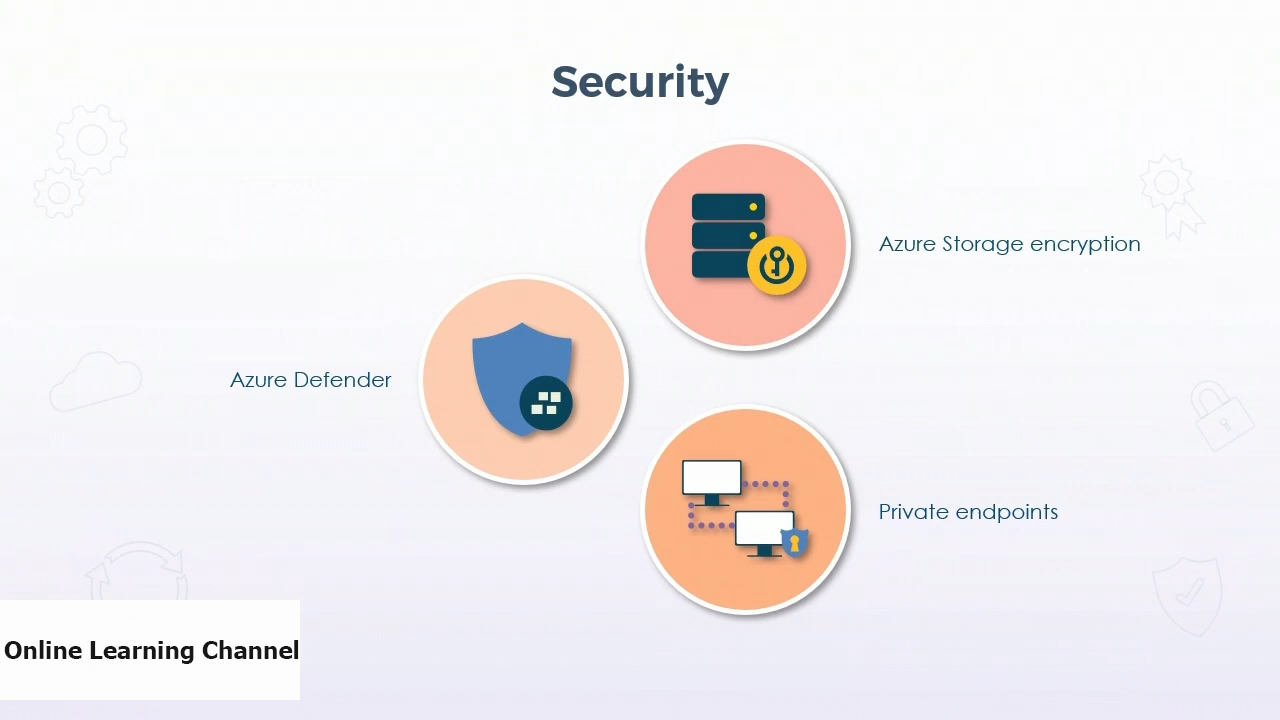 Security
Azure Storage encryption
Azure Defender
Private endpoints
Online Learning Channel